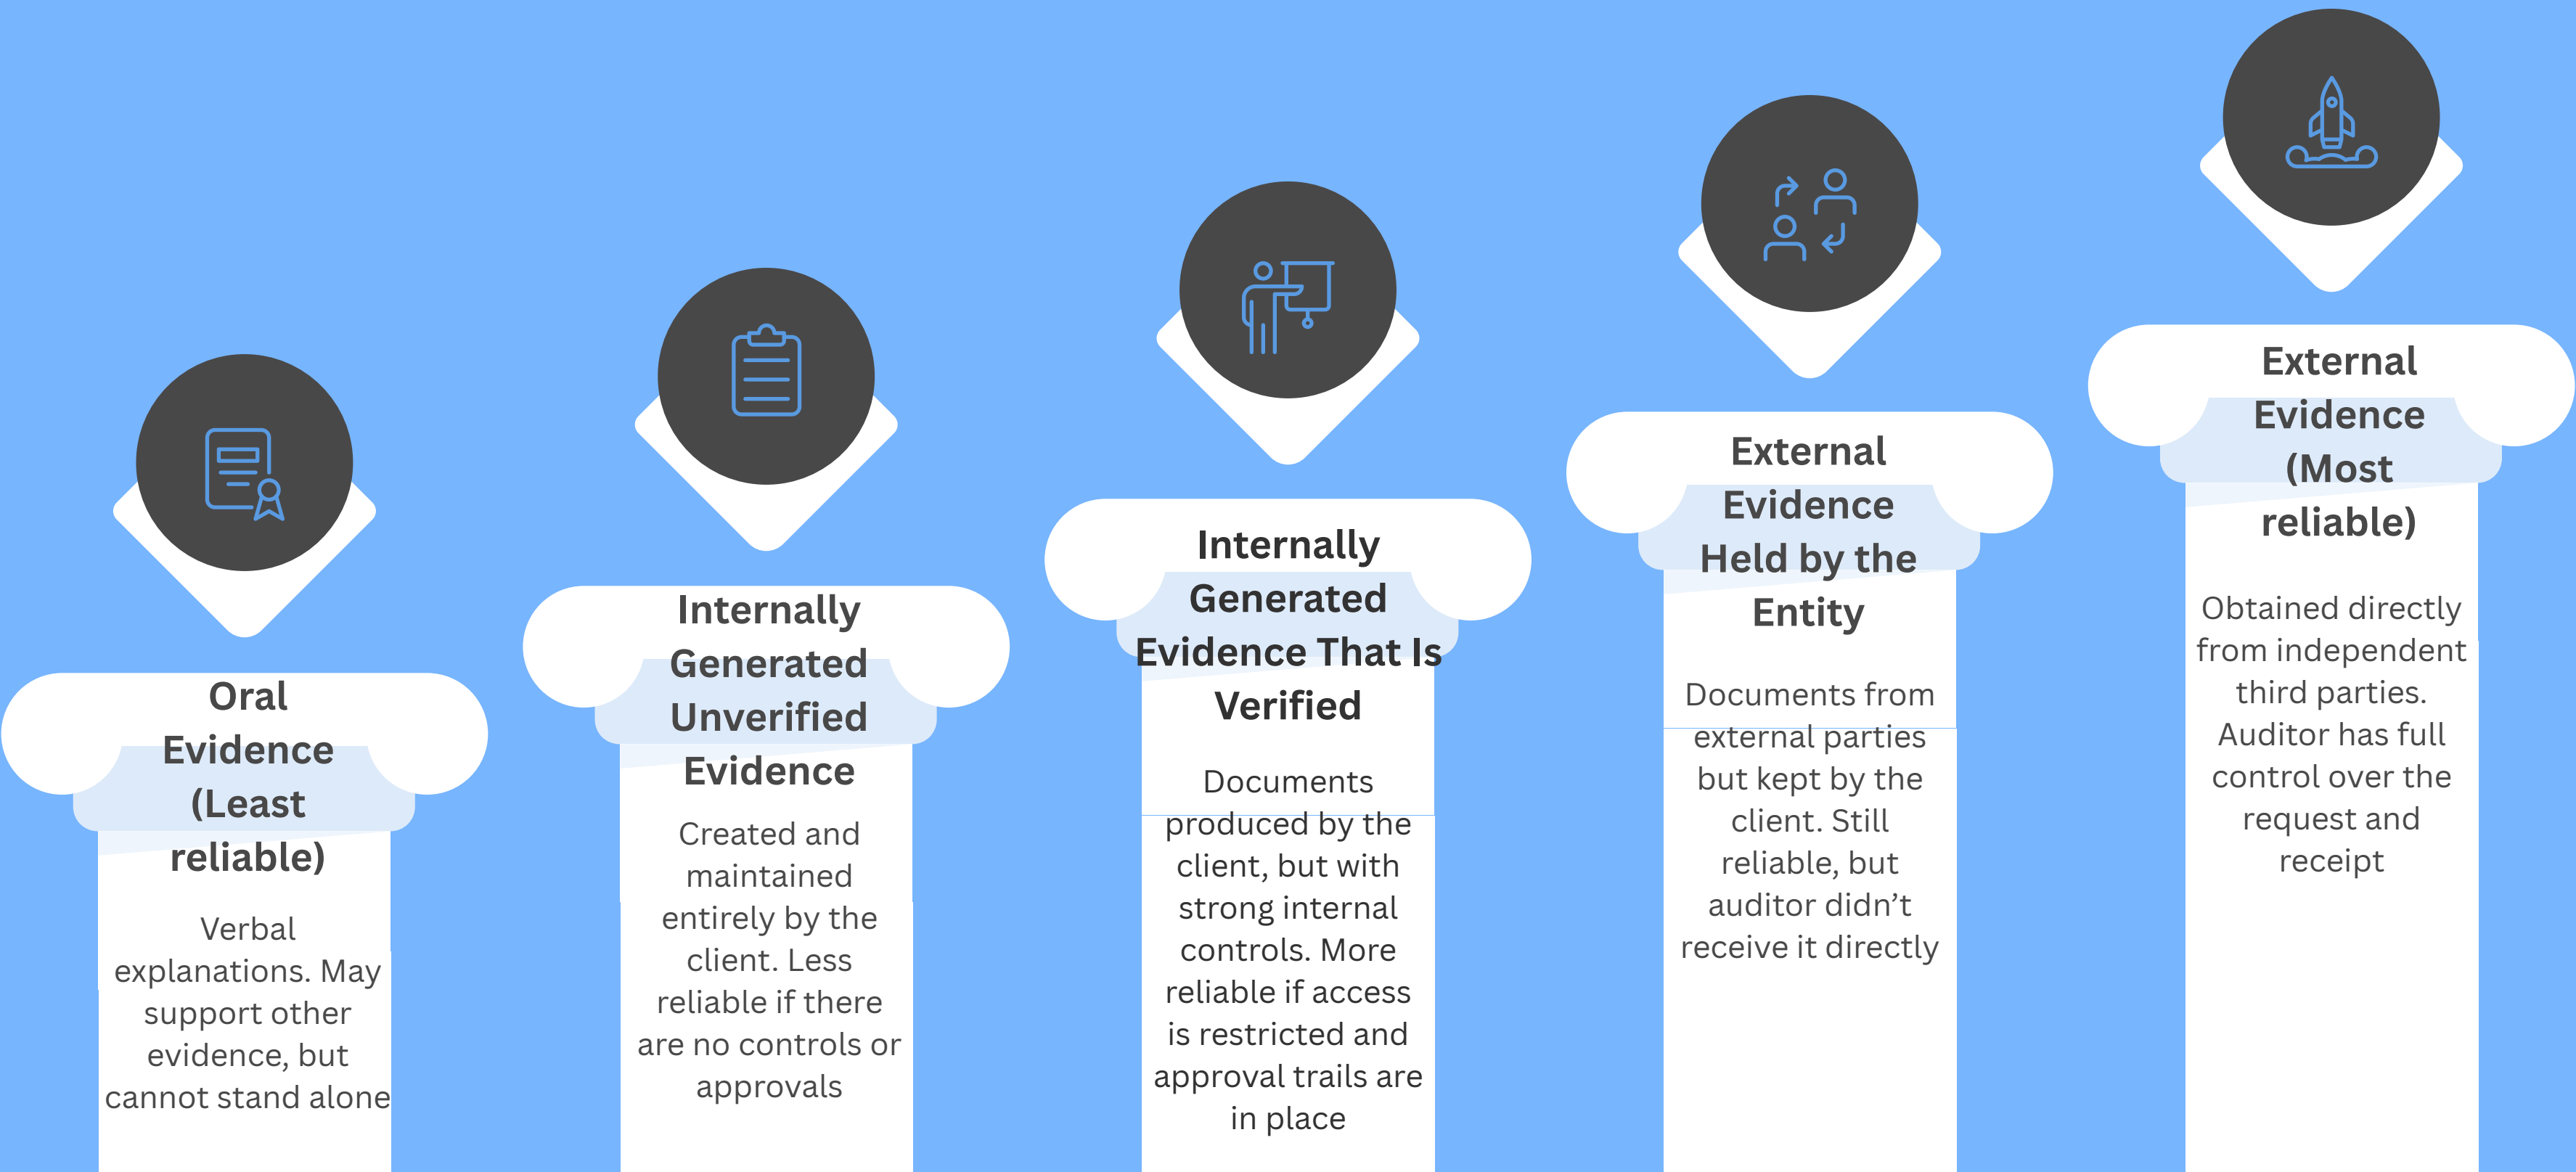 Oral
Evidence
(Least
reliable)
Verbal
explanations. May
support other
evidence, but
cannot stand alone
Internally
Generated
Unverified
Evidence
Created and
maintained
entirely by the
client. Less
reliable if there
are no controls or
approvals
Internally
Generated
Evidence That Is
Verified
Documents
produced by the
client, but with
strong internal
controls. More
reliable if access
is restricted and
approval trails are
in place
External
Evidence
Held by the
Entity
Documents from
external parties
but kept by the
client. Still
reliable, but
auditor didn’t
receive it directly
External
Evidence
(Most
reliable)
Obtained directly
from independent
third parties.
Auditor has full
control over the
request and
receipt